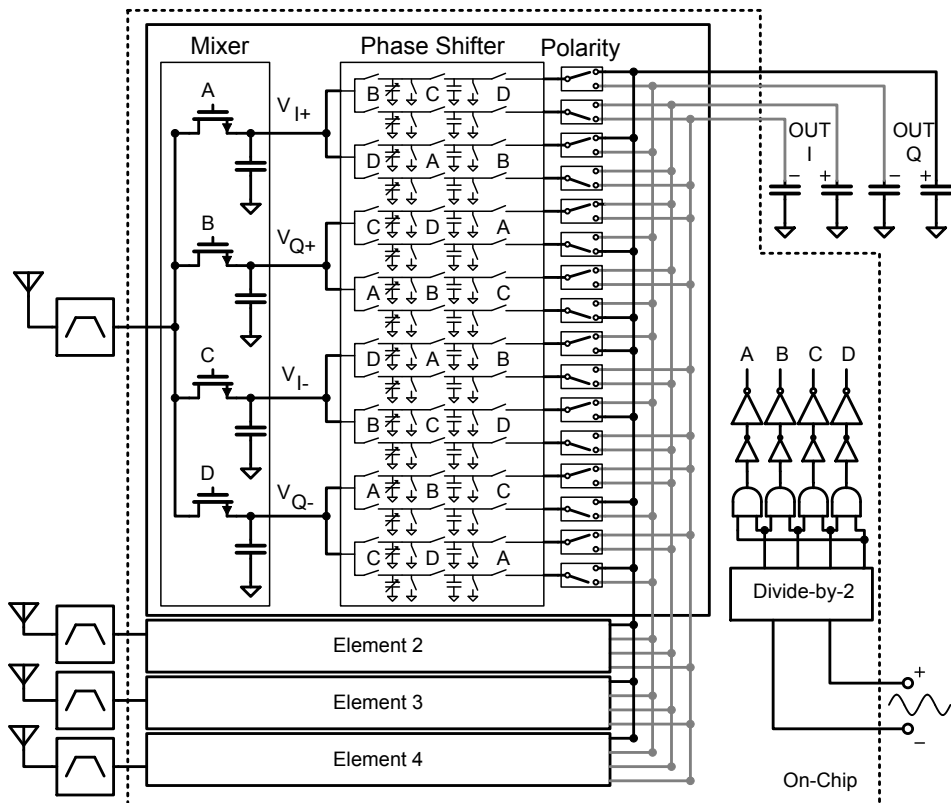 Mixer
Phase Shifter
Polarity
A
V I+
B C D
D A B
OUT I
OUT Q
− + − +
B
V Q+
C D A
A B C
C
V I-
D A B
B C D
D
V Q-
A B C
C D A
A B C D
Divide-by-2
+
−
Element 2
Element 3
Element 4
On-Chip